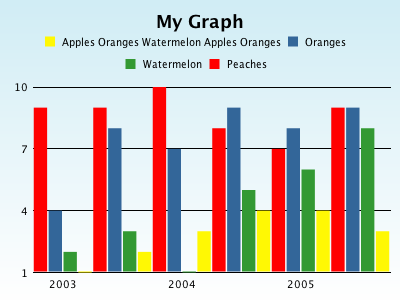 My Graph
Apples Oranges Watermelon Apples Oranges Oranges
Watermelon Peaches
10
7
4
1
2003 2004 2005